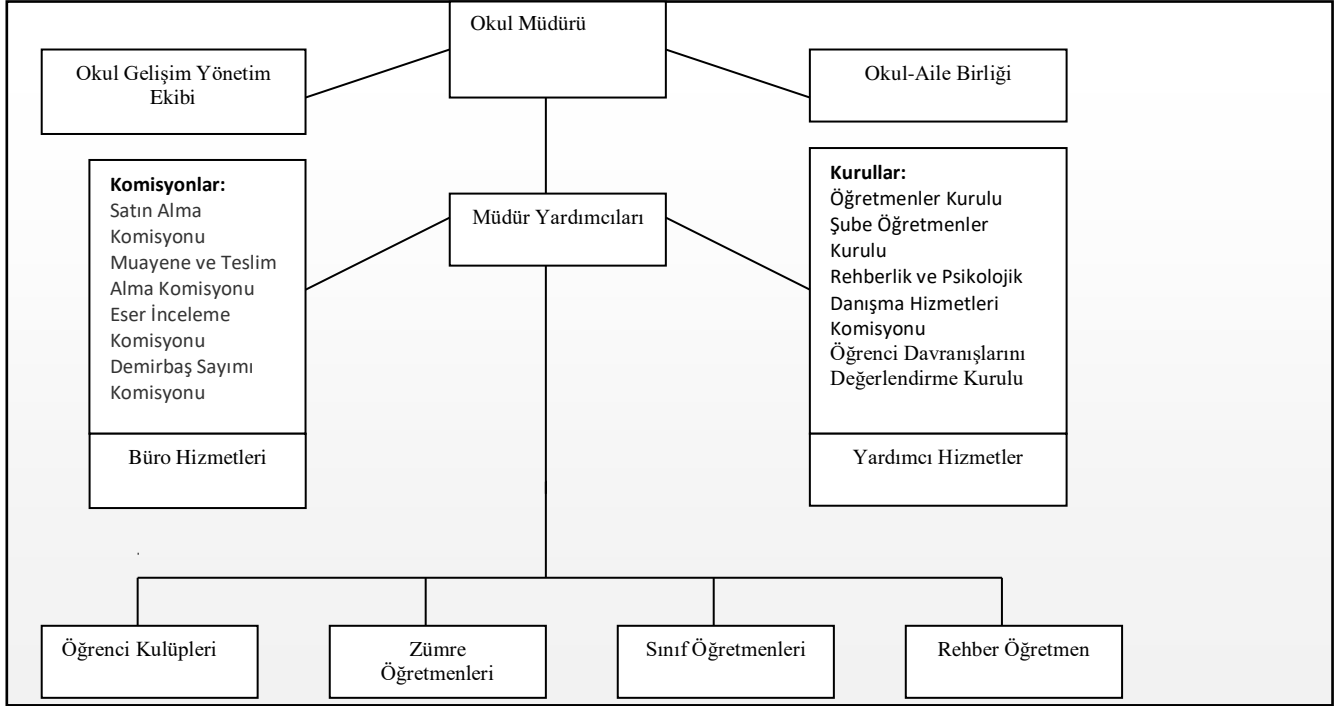 Okul Müdürü
Okul Gelişim Yönetim
Ekibi
Okul-Aile Birliği
Komisyonlar:
Satın Alma
Komisyonu
Muayene ve Teslim
Alma Komisyonu
Eser İnceleme
Komisyonu
Demirbaş Sayımı
Komisyonu
Müdür Yardımcıları
Kurullar:
Öğretmenler Kurulu
Şube Öğretmenler
Kurulu
Rehberlik ve Psikolojik
Danışma Hizmetleri
Komisyonu
Öğrenci Davranışlarını
Değerlendirme Kurulu
Büro Hizmetleri
Yardımcı Hizmetler
Öğrenci Kulüpleri
Zümre
Öğretmenleri
Sınıf Öğretmenleri
Rehber Öğretmen